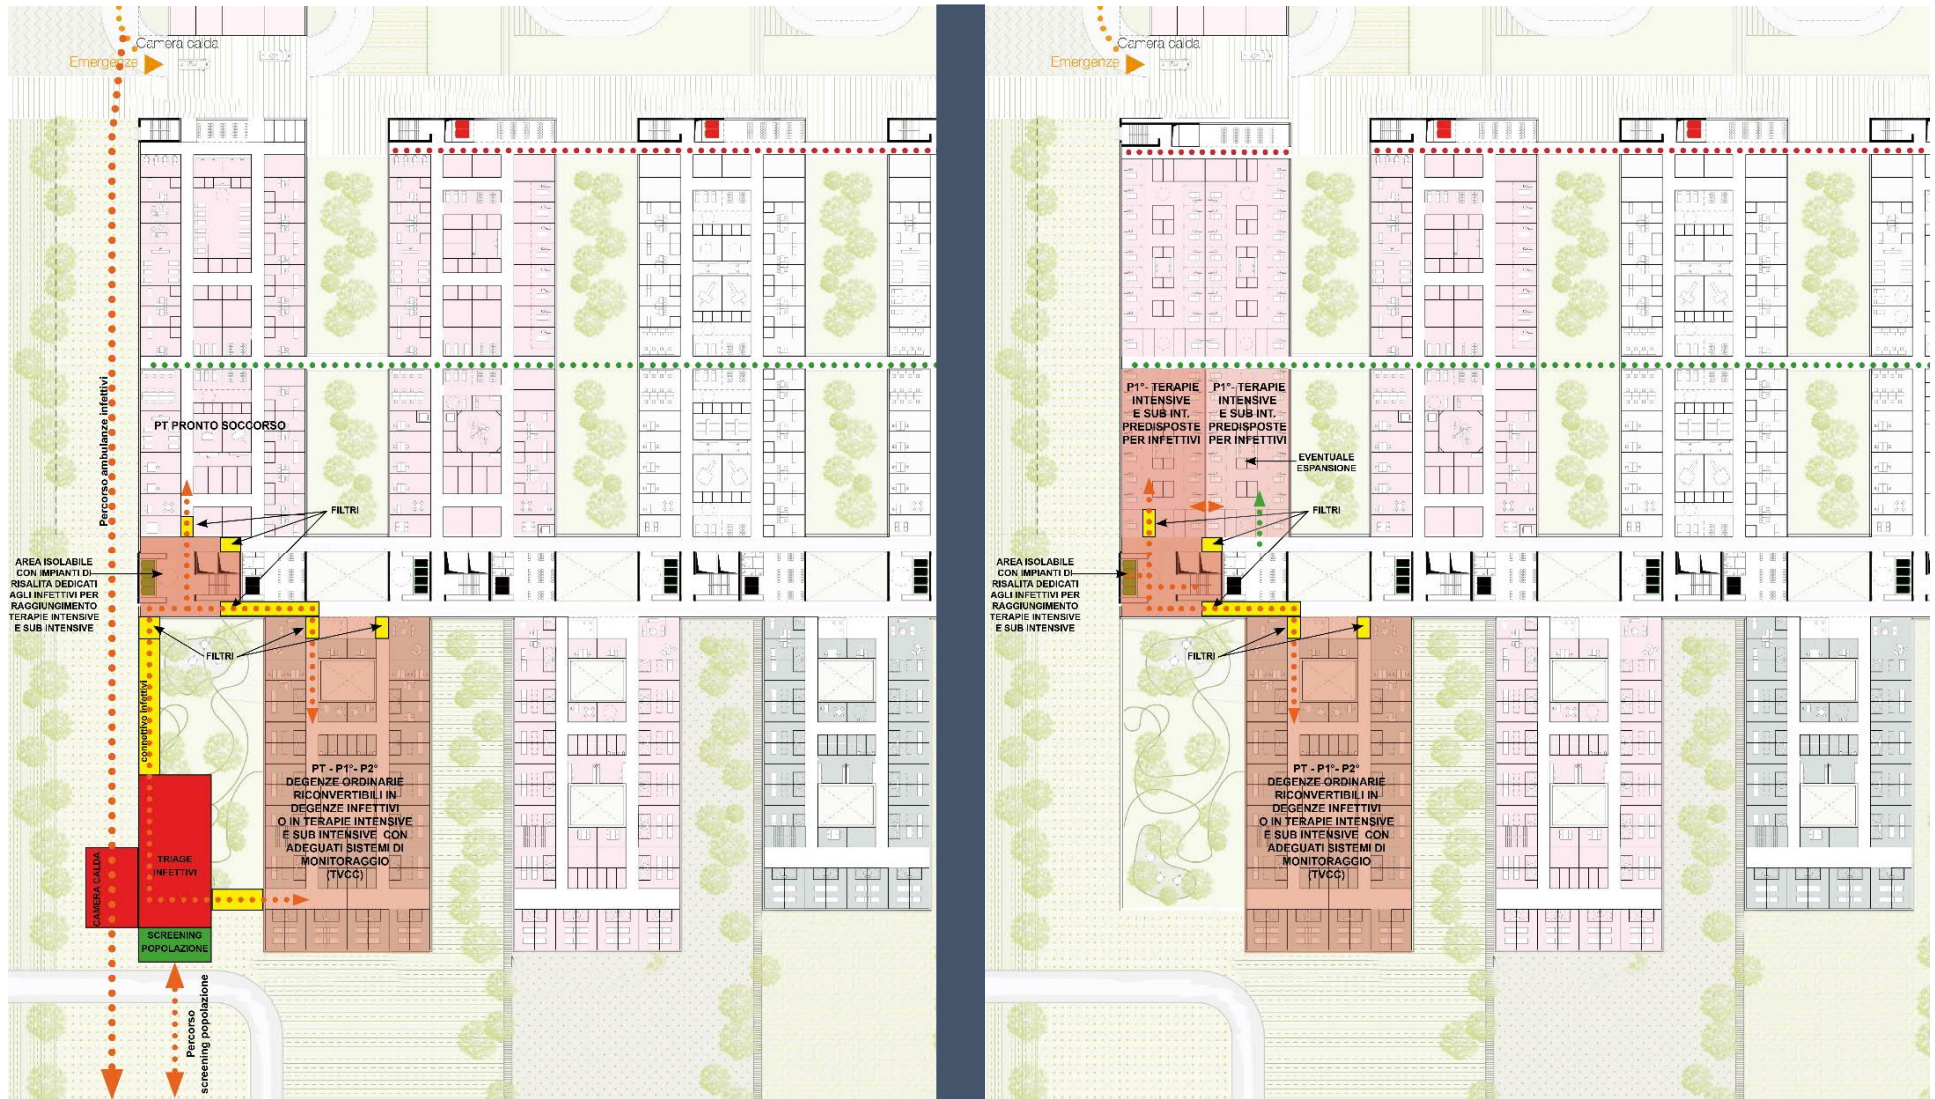 Camera calda
Emergenze
Percorso ambulanze infettivi
PT PRONTO SOCCORSO
FILTRI
AREA ISOLABILE
CON IMPIANTI DI
RISALITA DEDICATI
AGLI INFETTIVI PER
RAGGIUNGIMENTO
TERAPIE INTENSIVE
E SUB INTENSIVE
FILTRI
connettivo infettivi
PT - P1°- P2°
DEGENZE ORDINARIE
RICONVERTIBILI IN
DEGENZE INFETTIVI
O IN TERAPIE INTENSIVE
E SUB INTENSIVE CON
ADEGUATI SISTEMI DI
MONITORAGGIO
(TVCC)
TRIAGE
INFETTIVI
CAMERA CALDA
SCREENING
POPOLAZIONE
Percorso
screening popolazione
Camera calda
Emergenze
P1°- TERAPIE
INTENSIVE
E SUB INT.
PREDISPOSTE
PER INFETTIVI
P1°- TERAPIE
INTENSIVE
E SUB INT.
PREDISPOSTE
PER INFETTIVI
EVENTUALE
ESPANSIONE
FILTRI
AREA ISOLABILE
CON IMPIANTI DI
RISALITA DEDICATI
AGLI INFETTIVI PER
RAGGIUNGIMENTO
TERAPIE INTENSIVE
E SUB INTENSIVE
FILTRI
PT - P1°- P2°
DEGENZE ORDINARIE
RICONVERTIBILI IN
DEGENZE INFETTIVI
O IN TERAPIE INTENSIVE
E SUB INTENSIVE CON
ADEGUATI SISTEMI DI
MONITORAGGIO
(TVCC)